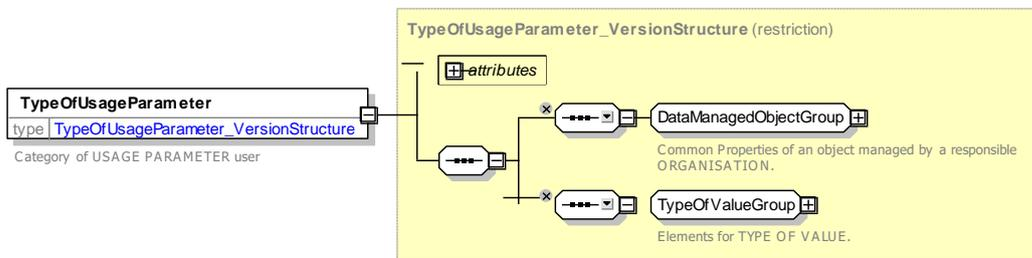 TypeOfUsageParameter_VersionStructure (restriction)
attributes
TypeOfUsageParameter
type TypeOfUsageParameter_VersionStructure
Category of USAGE PARAMETER user
DataManagedObjectGroup
Common Properties of an object managed by a responsible
ORGANISATION.
TypeOfValueGroup
Elements for TYPE OF VALUE.